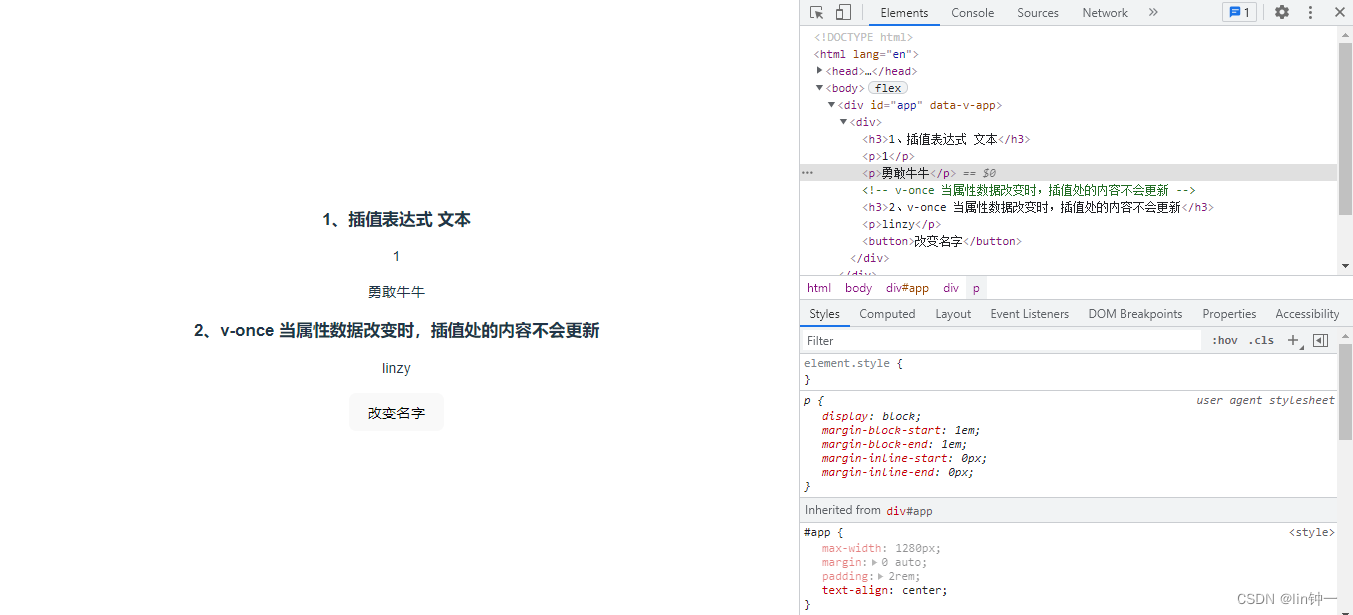 1、插值表达式 文本
1
勇敢牛牛
2、v-once 当属性数据改变时，插值处的内容不会更新
linzy
改变名字
Elements Console Sources Network » 1
<!DOCTYPE html>
<html lang="en">
<head>…</head>
<body> flex
<div id="app" data-v-app>
<div>
<h3>1、插值表达式 文本</h3>
<p>1</p>
<p>勇敢牛牛</p> == $0
<!-- v-once 当属性数据改变时，插值处的内容不会更新 -->
<h3>2、v-once 当属性数据改变时，插值处的内容不会更新</h3>
<p>linzy</p>
<button>改变名字</button>
</div>
</div>
html body div#app div p
Styles Computed Layout Event Listeners DOM Breakpoints Properties Accessibility
Filter :hov .cls +
element.style {
}
p { user agent stylesheet
display: block;
margin-block-start: 1em;
margin-block-end: 1em;
margin-inline-start: 0px;
margin-inline-end: 0px;
}
Inherited from div#app
#app { <style>
max-width: 1280px;
margin: 0 auto;
padding: 2rem;
text-align: center;
}
CSDN @lin钟一